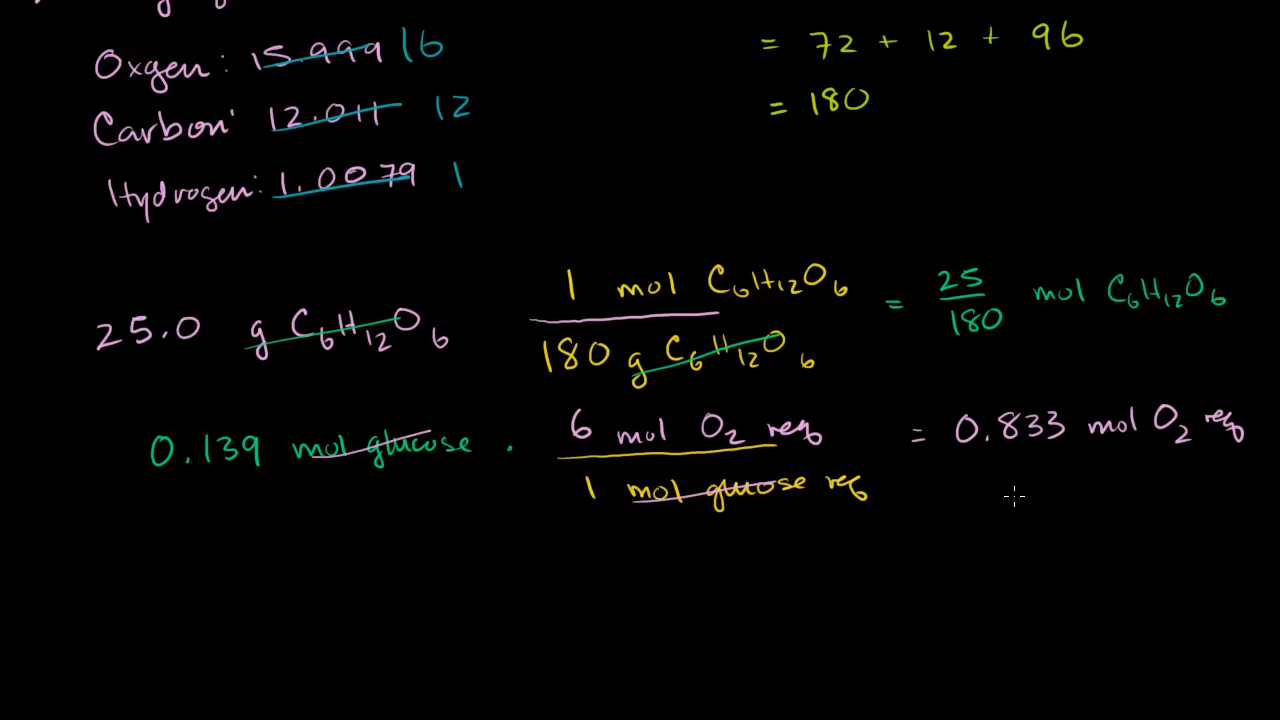 Oxgen: 15.999 16
= 72 + 12 + 96
Carbon: 12.011 12
= 180
Hydrogen: 1.0079 1
25.0 g C₆H₁₂O₆ 1 mol C₆H₁₂O₆ / 180 g C₆H₁₂O₆ = 25/180 mol C₆H₁₂O₆
0.139 mol glucose · 6 mol O₂ req / 1 mol glucose req = 0.833 mol O₂ req